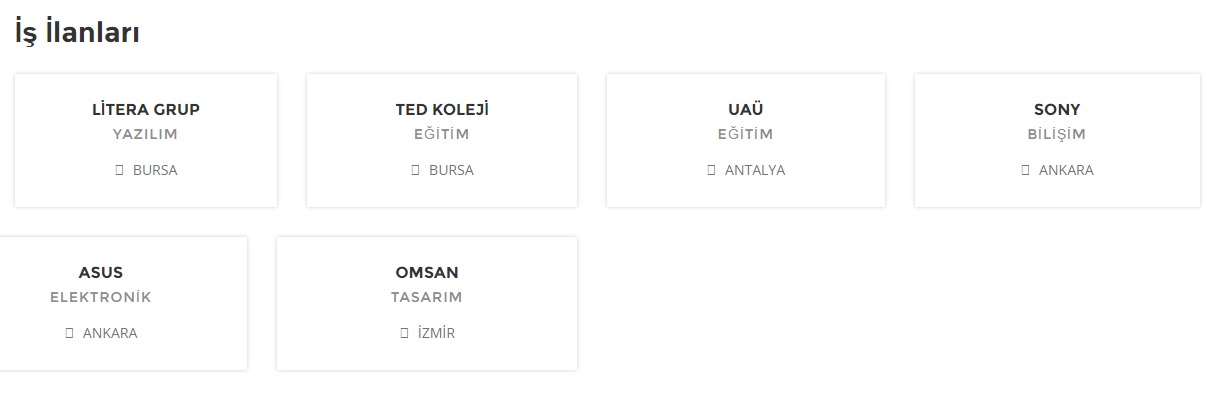 İş İlanları
LİTERA GRUP
YAZILIM
BURSA
TED KOLEJİ
EĞİTİM
BURSA
UAÜ
EĞİTİM
ANTALYA
SONY
BİLİŞİM
ANKARA
ASUS
ELEKTRONİK
ANKARA
OMSAN
TASARIM
İZMİR